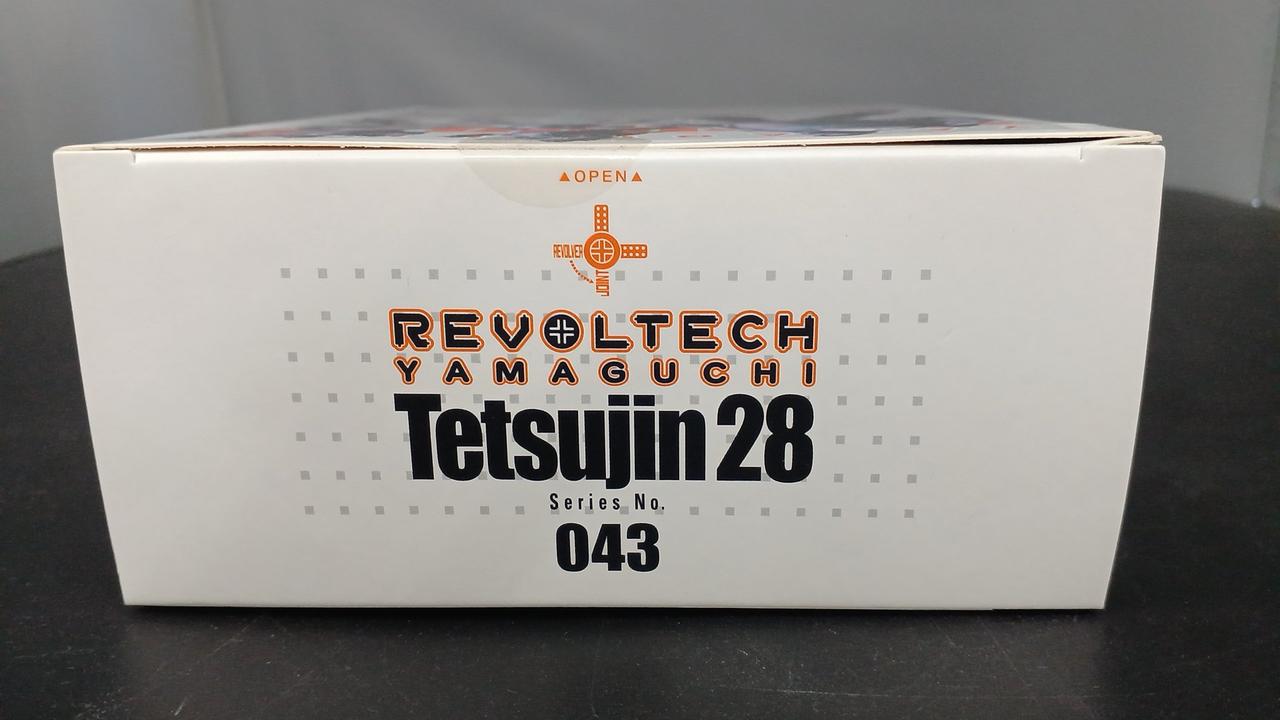 ▲OPEN▲
REVOLVER
JOINT
REVOLTECH
YAMAGUCHI
Tetsujin 28
Series No.
043